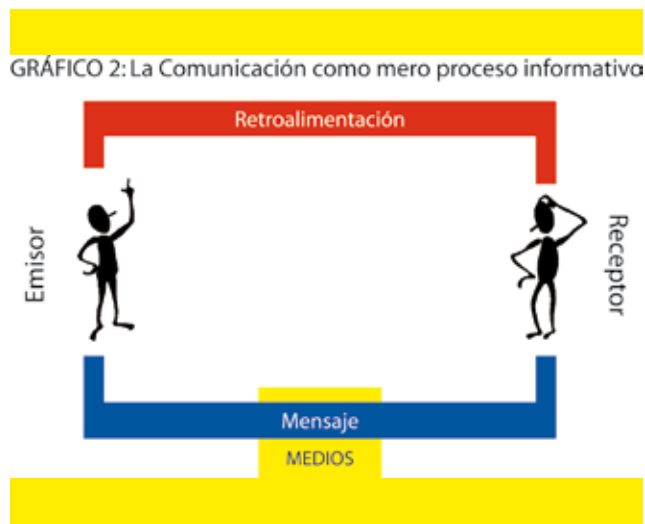 GRÁFICO 2: La Comunicación como mero proceso informativo
Retroalimentación
Emisor
Receptor
Mensaje
MEDIOS